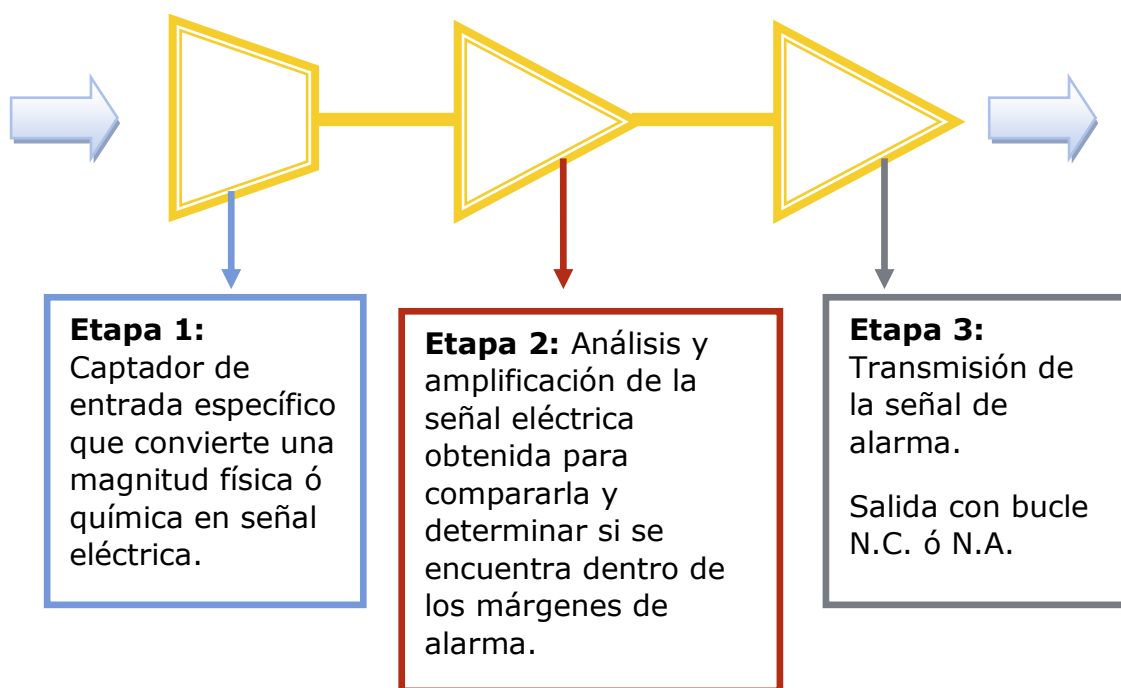 Etapa 1:
Captador de
entrada específico
que convierte una
magnitud física ó
química en señal
eléctrica.
Etapa 2: Análisis y
amplificación de la
señal eléctrica
obtenida para
compararla y
determinar si se
encuentra dentro de
los márgenes de
alarma.
Etapa 3:
Transmisión de
la señal de
alarma.
Salida con bucle
N.C. ó N.A.